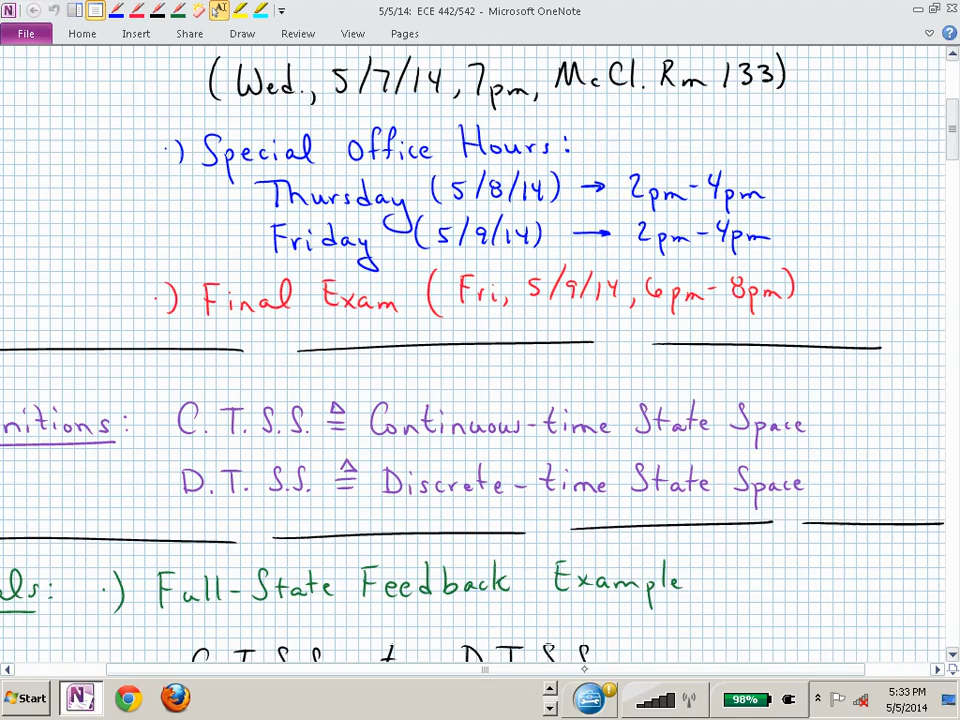 5/5/14: ECE 442/542 - Microsoft OneNote
File Home Insert Share Draw Review View Pages
(Wed., 5/7/14, 7pm, McCl. Rm 133)
·) Special Office Hours:
Thursday (5/8/14) → 2pm-4pm
Friday (5/9/14) → 2pm-4pm
·) Final Exam (Fri, 5/9/14, 6pm-8pm)
nitions: C.T.S.S. ≜ Continuous-time State Space
D.T.S.S. ≜ Discrete-time State Space
als: ·) Full-State Feedback Example
C.T.S.S. D.T.S.S.
Start
98%
5:33 PM
5/5/2014